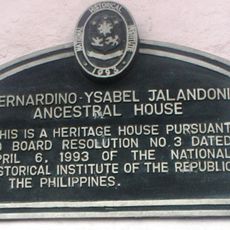 NATIONAL HISTORICAL INSTITUTE
1993
ERNARDINO-YSABEL JALANDONI
ANCESTRAL HOUSE
HIS IS A HERITAGE HOUSE PURSUANT
O BOARD RESOLUTION NO. 3 DATED
PRIL 6, 1993 OF THE NATIONAL
ISTORICAL INSTITUTE OF THE REPUBLIC
THE PHILIPPINES.